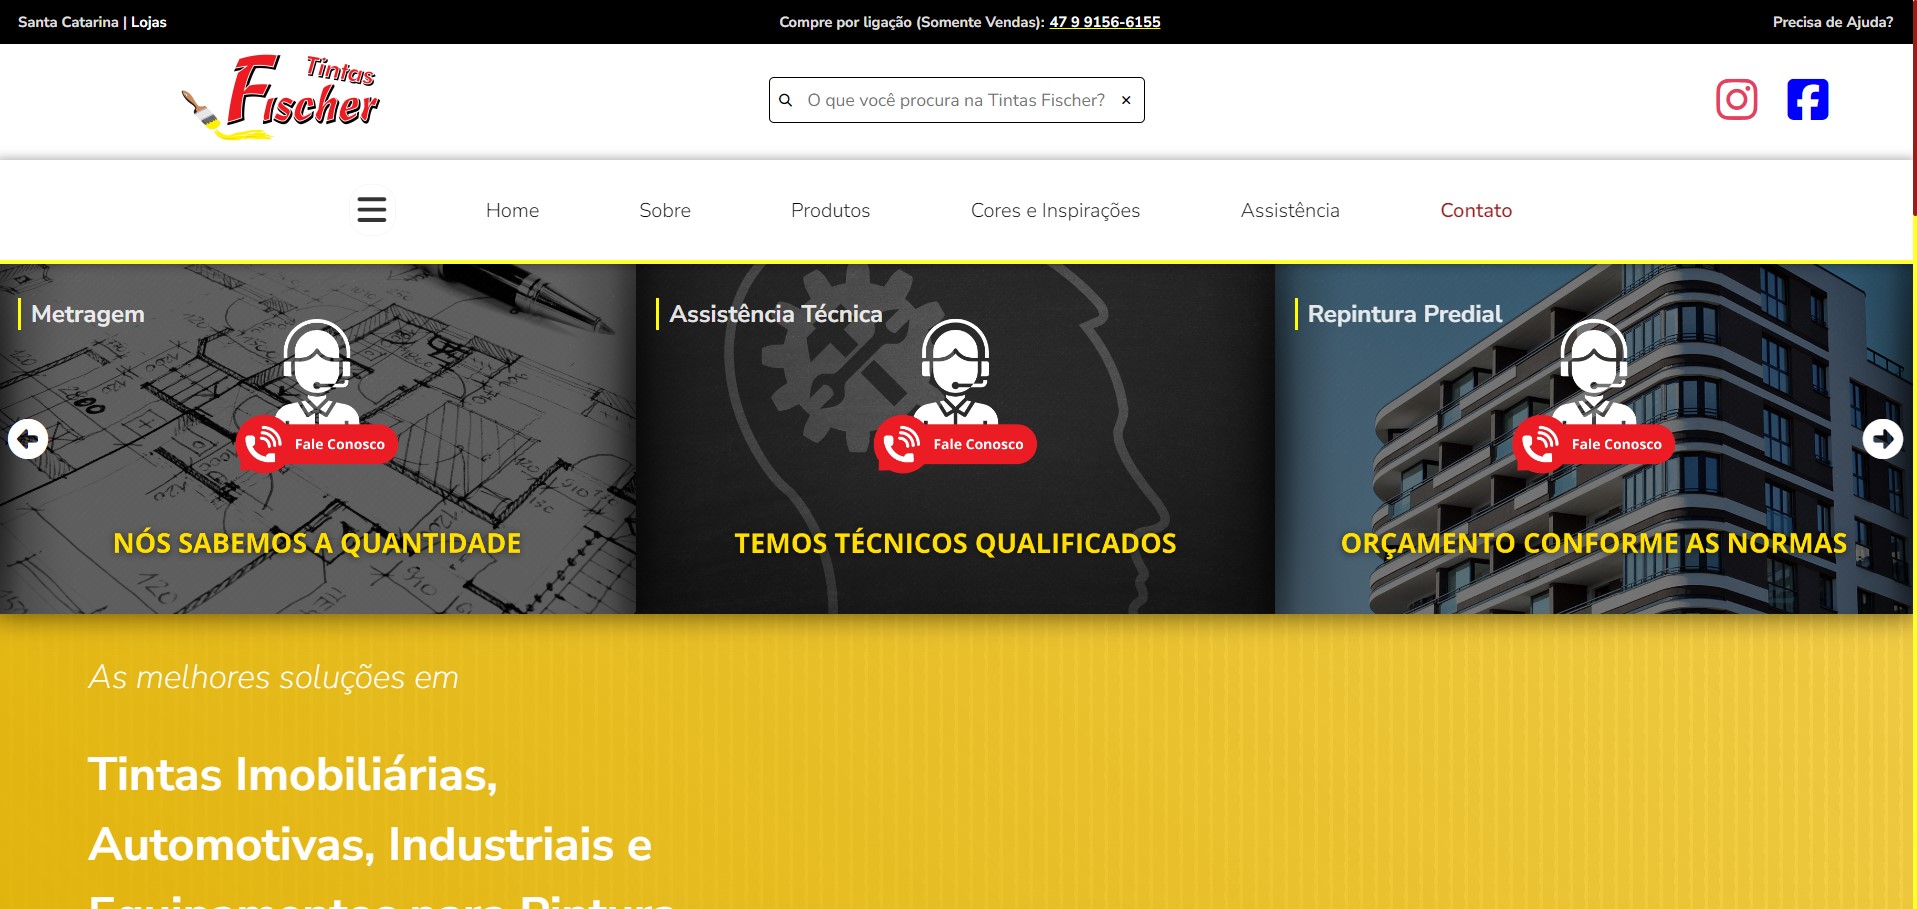 Santa Catarina | Lojas
Compre por ligação (Somente Vendas): 47 9 9156-6155
Precisa de Ajuda?
Tintas
Fischer
O que você procura na Tintas Fischer?
Home
Sobre
Produtos
Cores e Inspirações
Assistência
Contato
Metragem
Fale Conosco
NÓS SABEMOS A QUANTIDADE
Assistência Técnica
Fale Conosco
TEMOS TÉCNICOS QUALIFICADOS
Repintura Predial
Fale Conosco
ORÇAMENTO CONFORME AS NORMAS
As melhores soluções em
Tintas Imobiliárias,
Automotivas, Industriais e
Equipamentos para Pintura